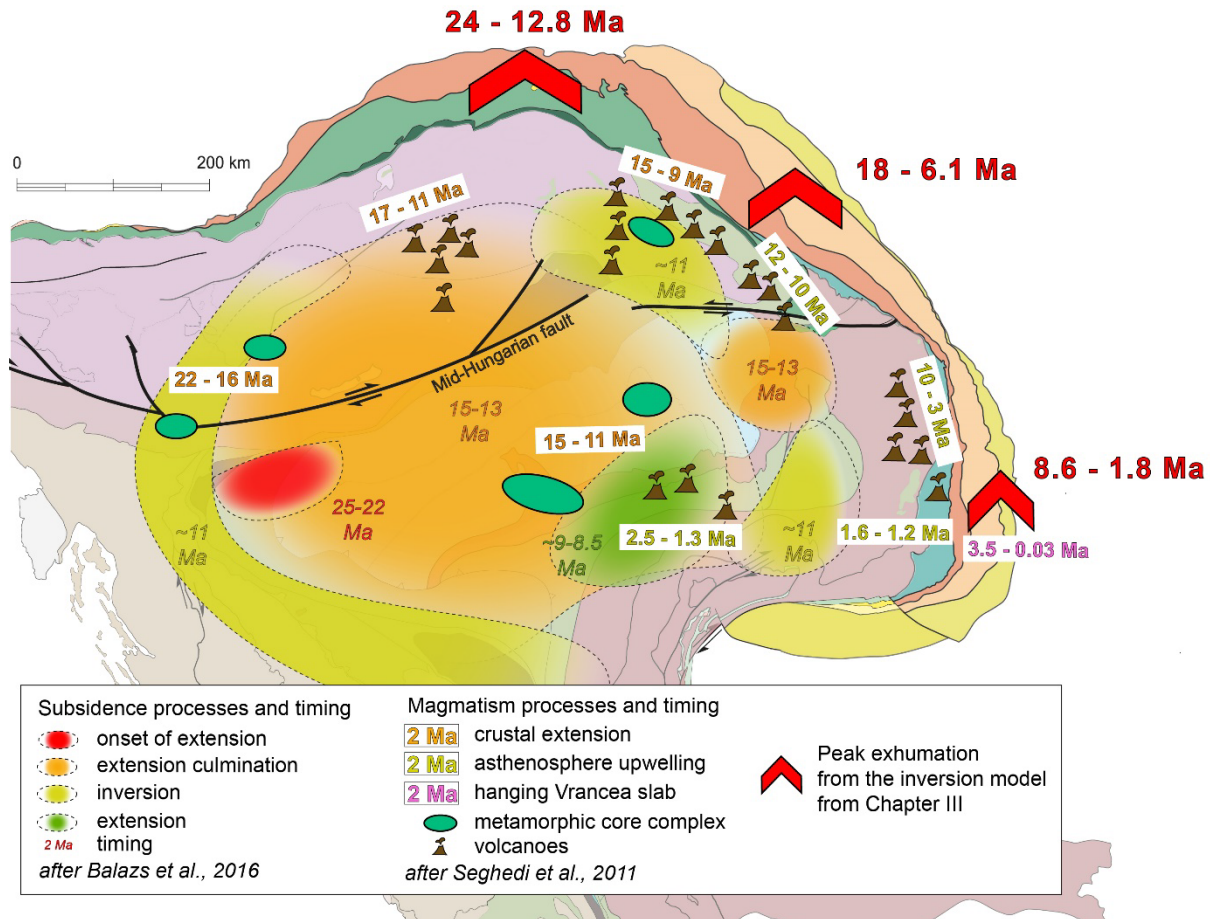 24 - 12.8 Ma
0
200 km
15 - 9 Ma
18 - 6.1 Ma
17 - 11 Ma
~11
Ma
12 - 10 Ma
Mid-Hungarian fault
22 - 16 Ma
15-13
Ma
15-13
Ma
10 - 3 Ma
15 - 11 Ma
8.6 - 1.8 Ma
25-22
Ma
~11
Ma
~9-8.5
Ma
2.5 - 1.3 Ma
~11
Ma
1.6 - 1.2 Ma
3.5 - 0.03 Ma
Subsidence processes and timing
onset of extension
extension culmination
inversion
extension
2 Ma timing
after Balazs et al., 2016
Magmatism processes and timing
2 Ma crustal extension
2 Ma asthenosphere upwelling
2 Ma hanging Vrancea slab
metamorphic core complex
volcanoes
after Seghedi et al., 2011
Peak exhumation
from the inversion model
from Chapter III